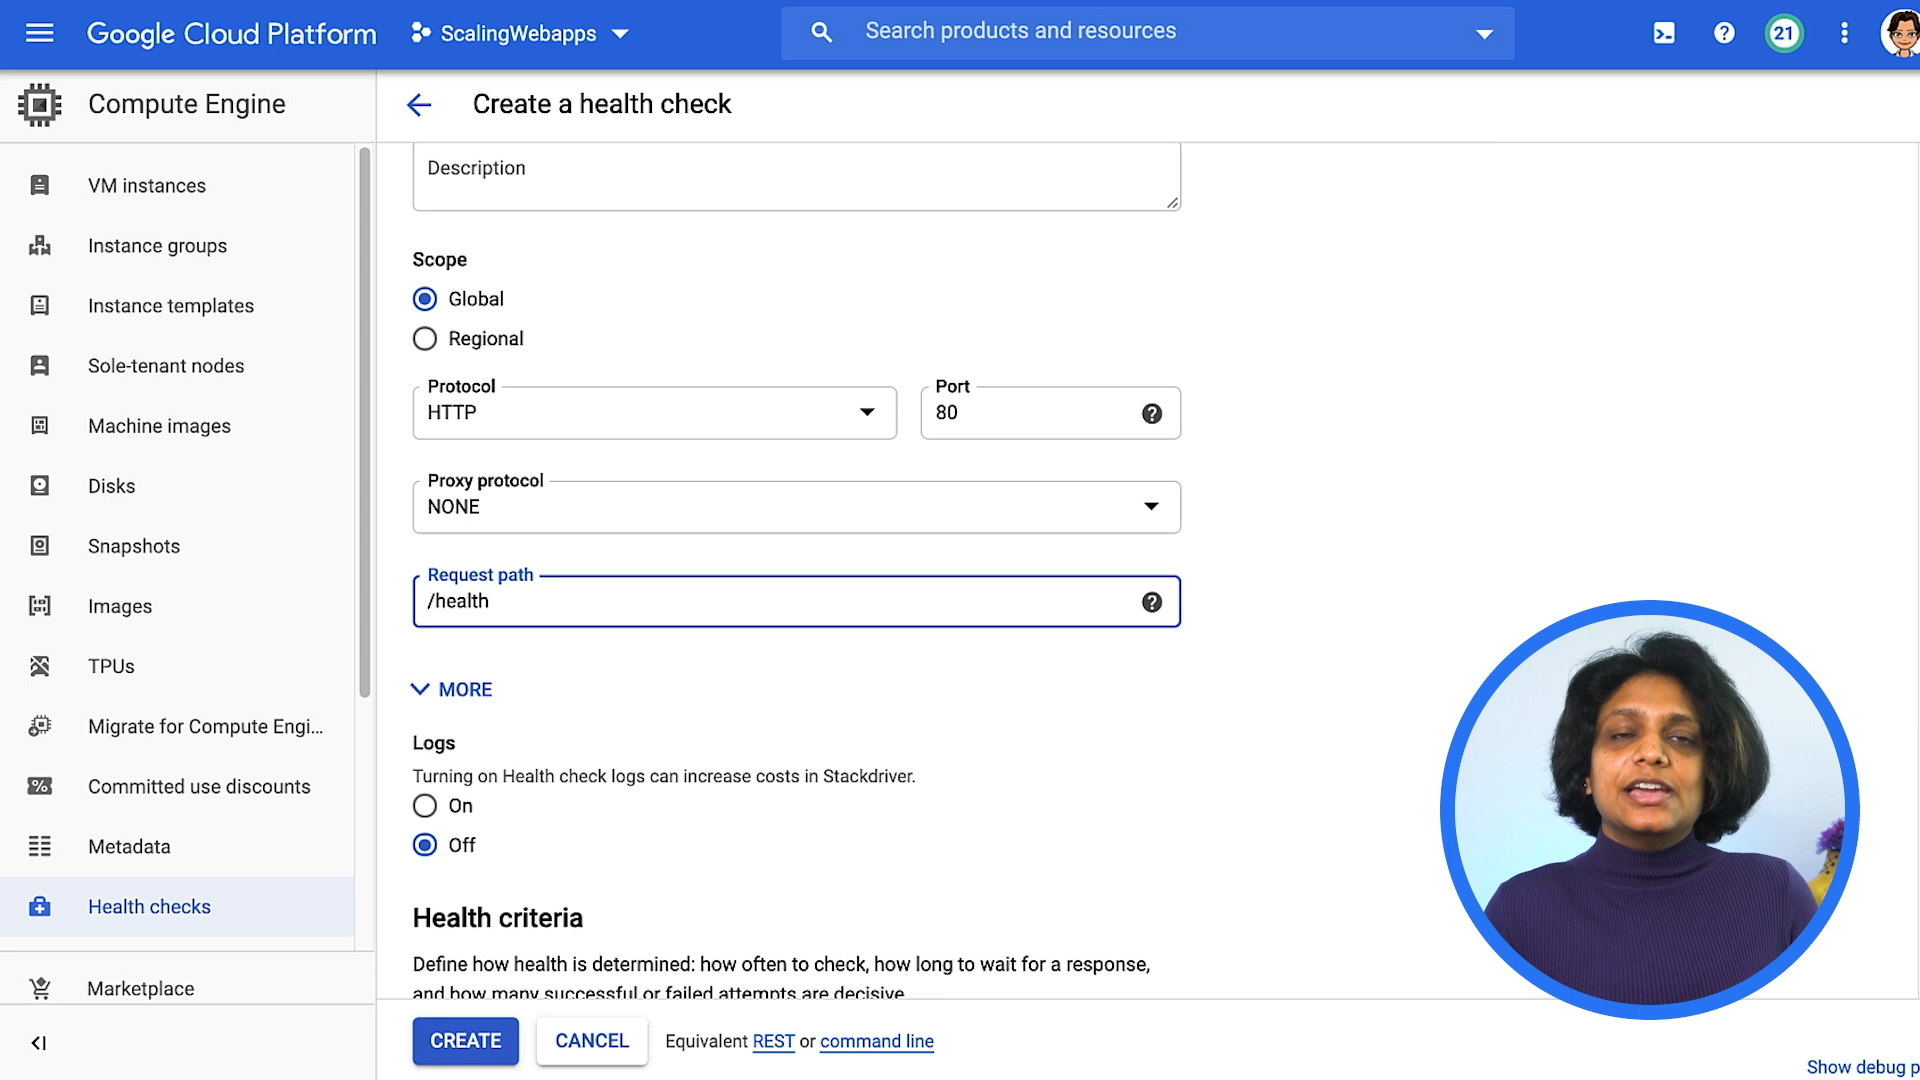 Google Cloud Platform
ScalingWebapps
Search products and resources
21
Compute Engine
Create a health check
VM instances
Instance groups
Instance templates
Sole-tenant nodes
Machine images
Disks
Snapshots
Images
TPUs
Migrate for Compute Engi...
Committed use discounts
Metadata
Health checks
Marketplace
Description
Scope
Global
Regional
Protocol
HTTP
Port
80
Proxy protocol
NONE
Request path
/health
MORE
Logs
Turning on Health check logs can increase costs in Stackdriver.
On
Off
Health criteria
Define how health is determined: how often to check, how long to wait for a response,
and how many successful or failed attempts are decisive
CREATE
CANCEL
Equivalent REST or command line
Show debug p